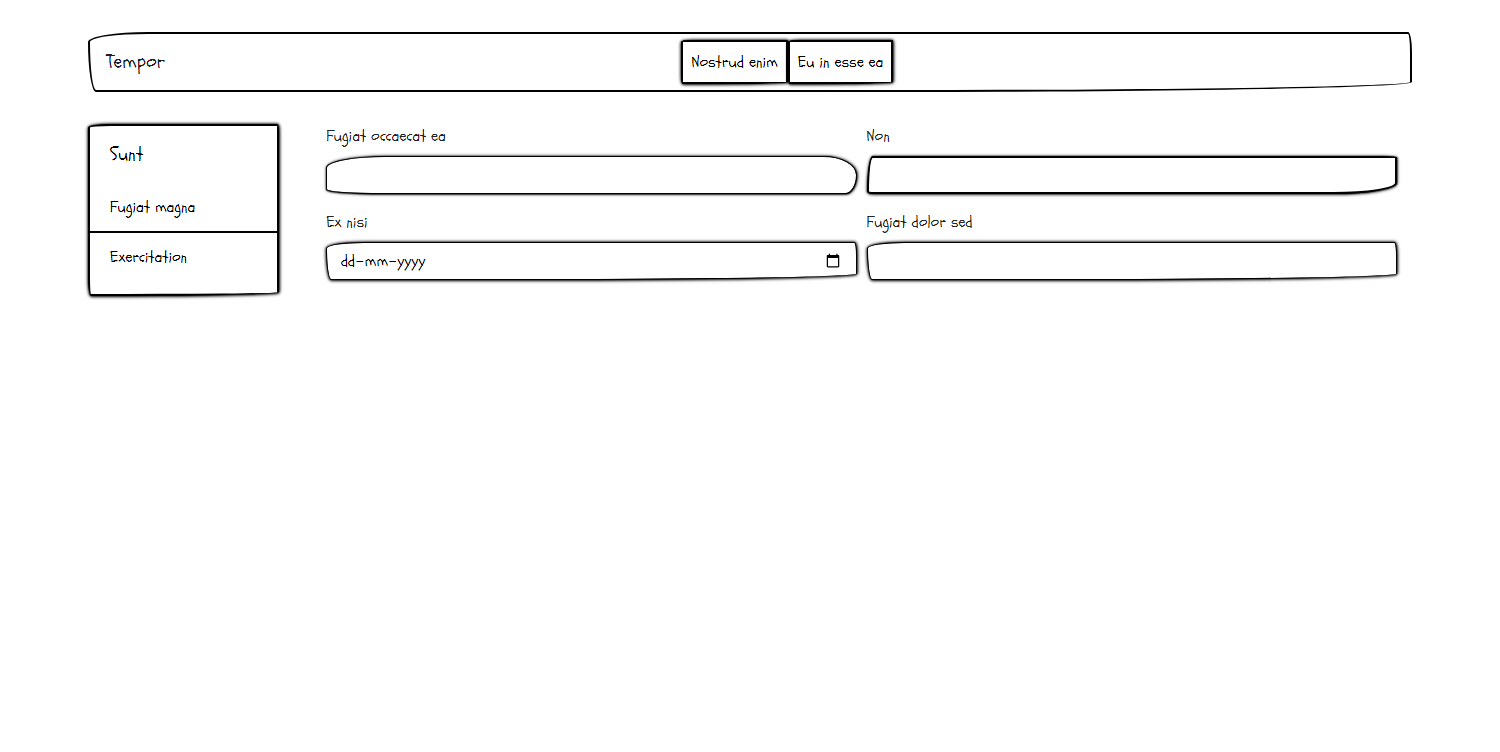 Tempor
Nostrud enim
Eu in esse ea
Sunt
Fugiat magna
Exercitation
Fugiat occaecat ea
Non
Ex nisi
dd-mm-yyyy
Fugiat dolor sed